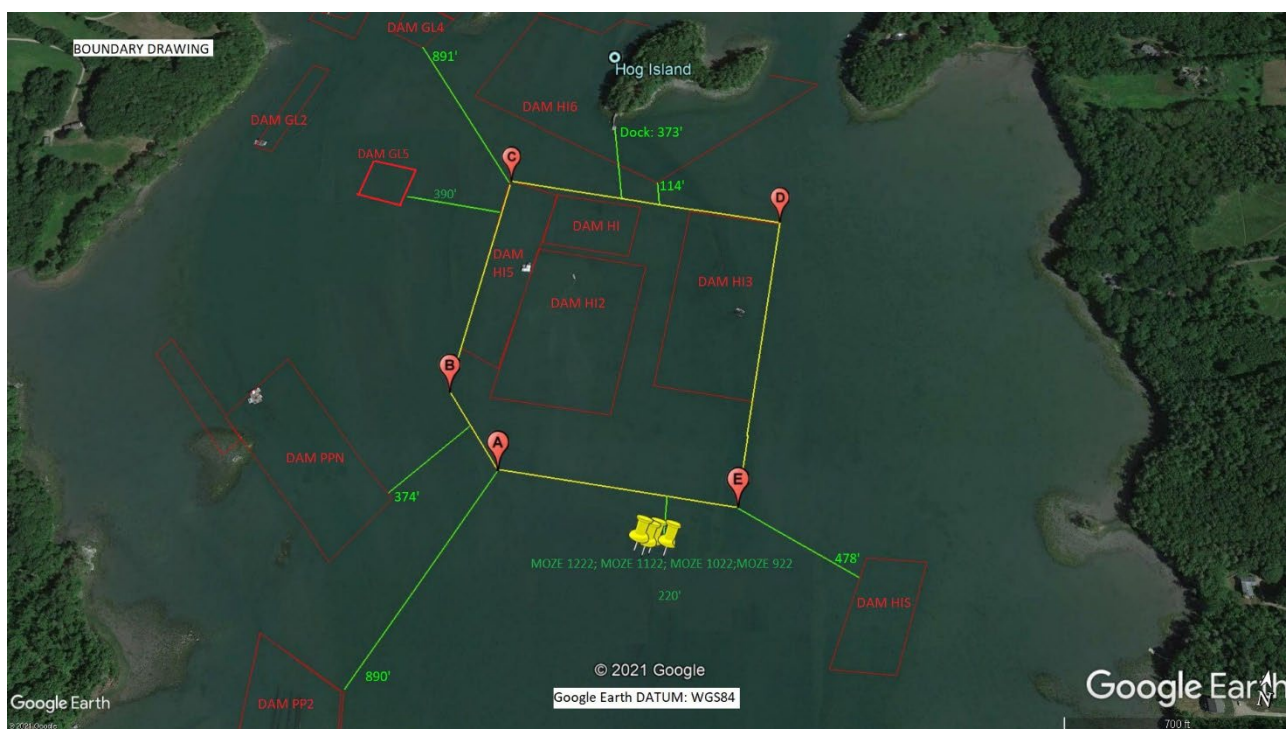 DAM GL4
BOUNDARY DRAWING
891'
Hog Island
DAM HI6
DAM GL2
Dock: 373'
DAM GL5
C
114'
390'
D
DAM HI
DAM
HI5
DAM HI3
DAM HI2
B
A
DAM PPN
E
374'
478'
MOZE 1222; MOZE 1122; MOZE 1022;MOZE 922
220'
DAM HIS
© 2021 Google
890'
Google Earth DATUM: WGS84
DAM PP2
Google Earth
Google Earth
N
© 2021 Google
700 ft